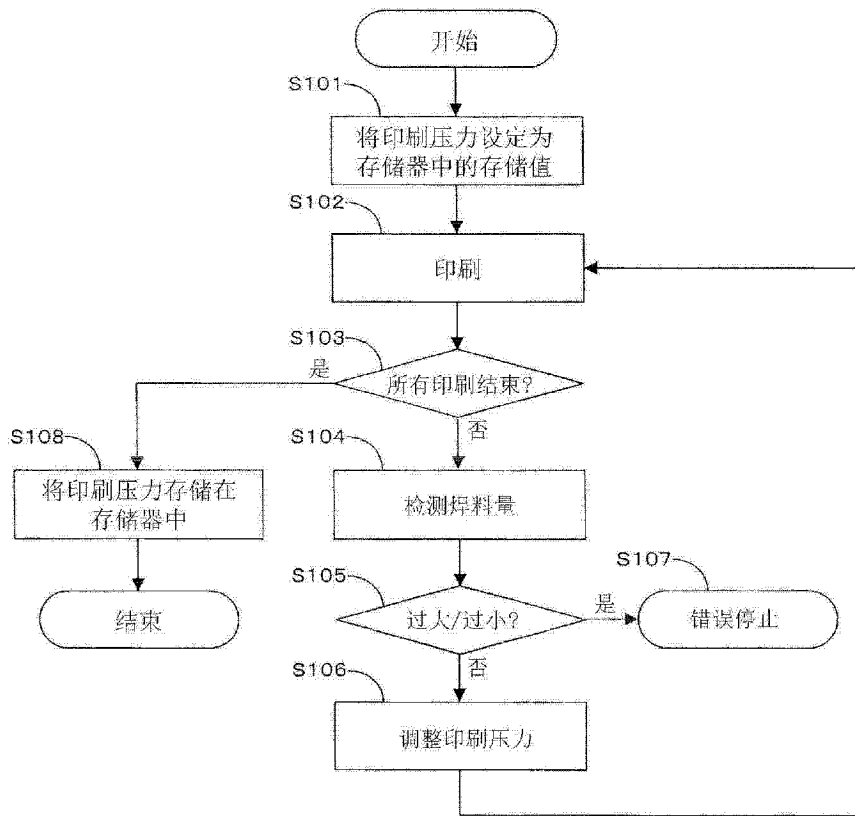 开始
S101
将印刷压力设定为
存储器中的存储值
S102
印刷
S103
是
所有印刷结束?
否
S108
S104
将印刷压力存储在
存储器中
检测焊料量
S105
S107
结束
过大/过小?
是
错误停止
否
S106
调整印刷压力